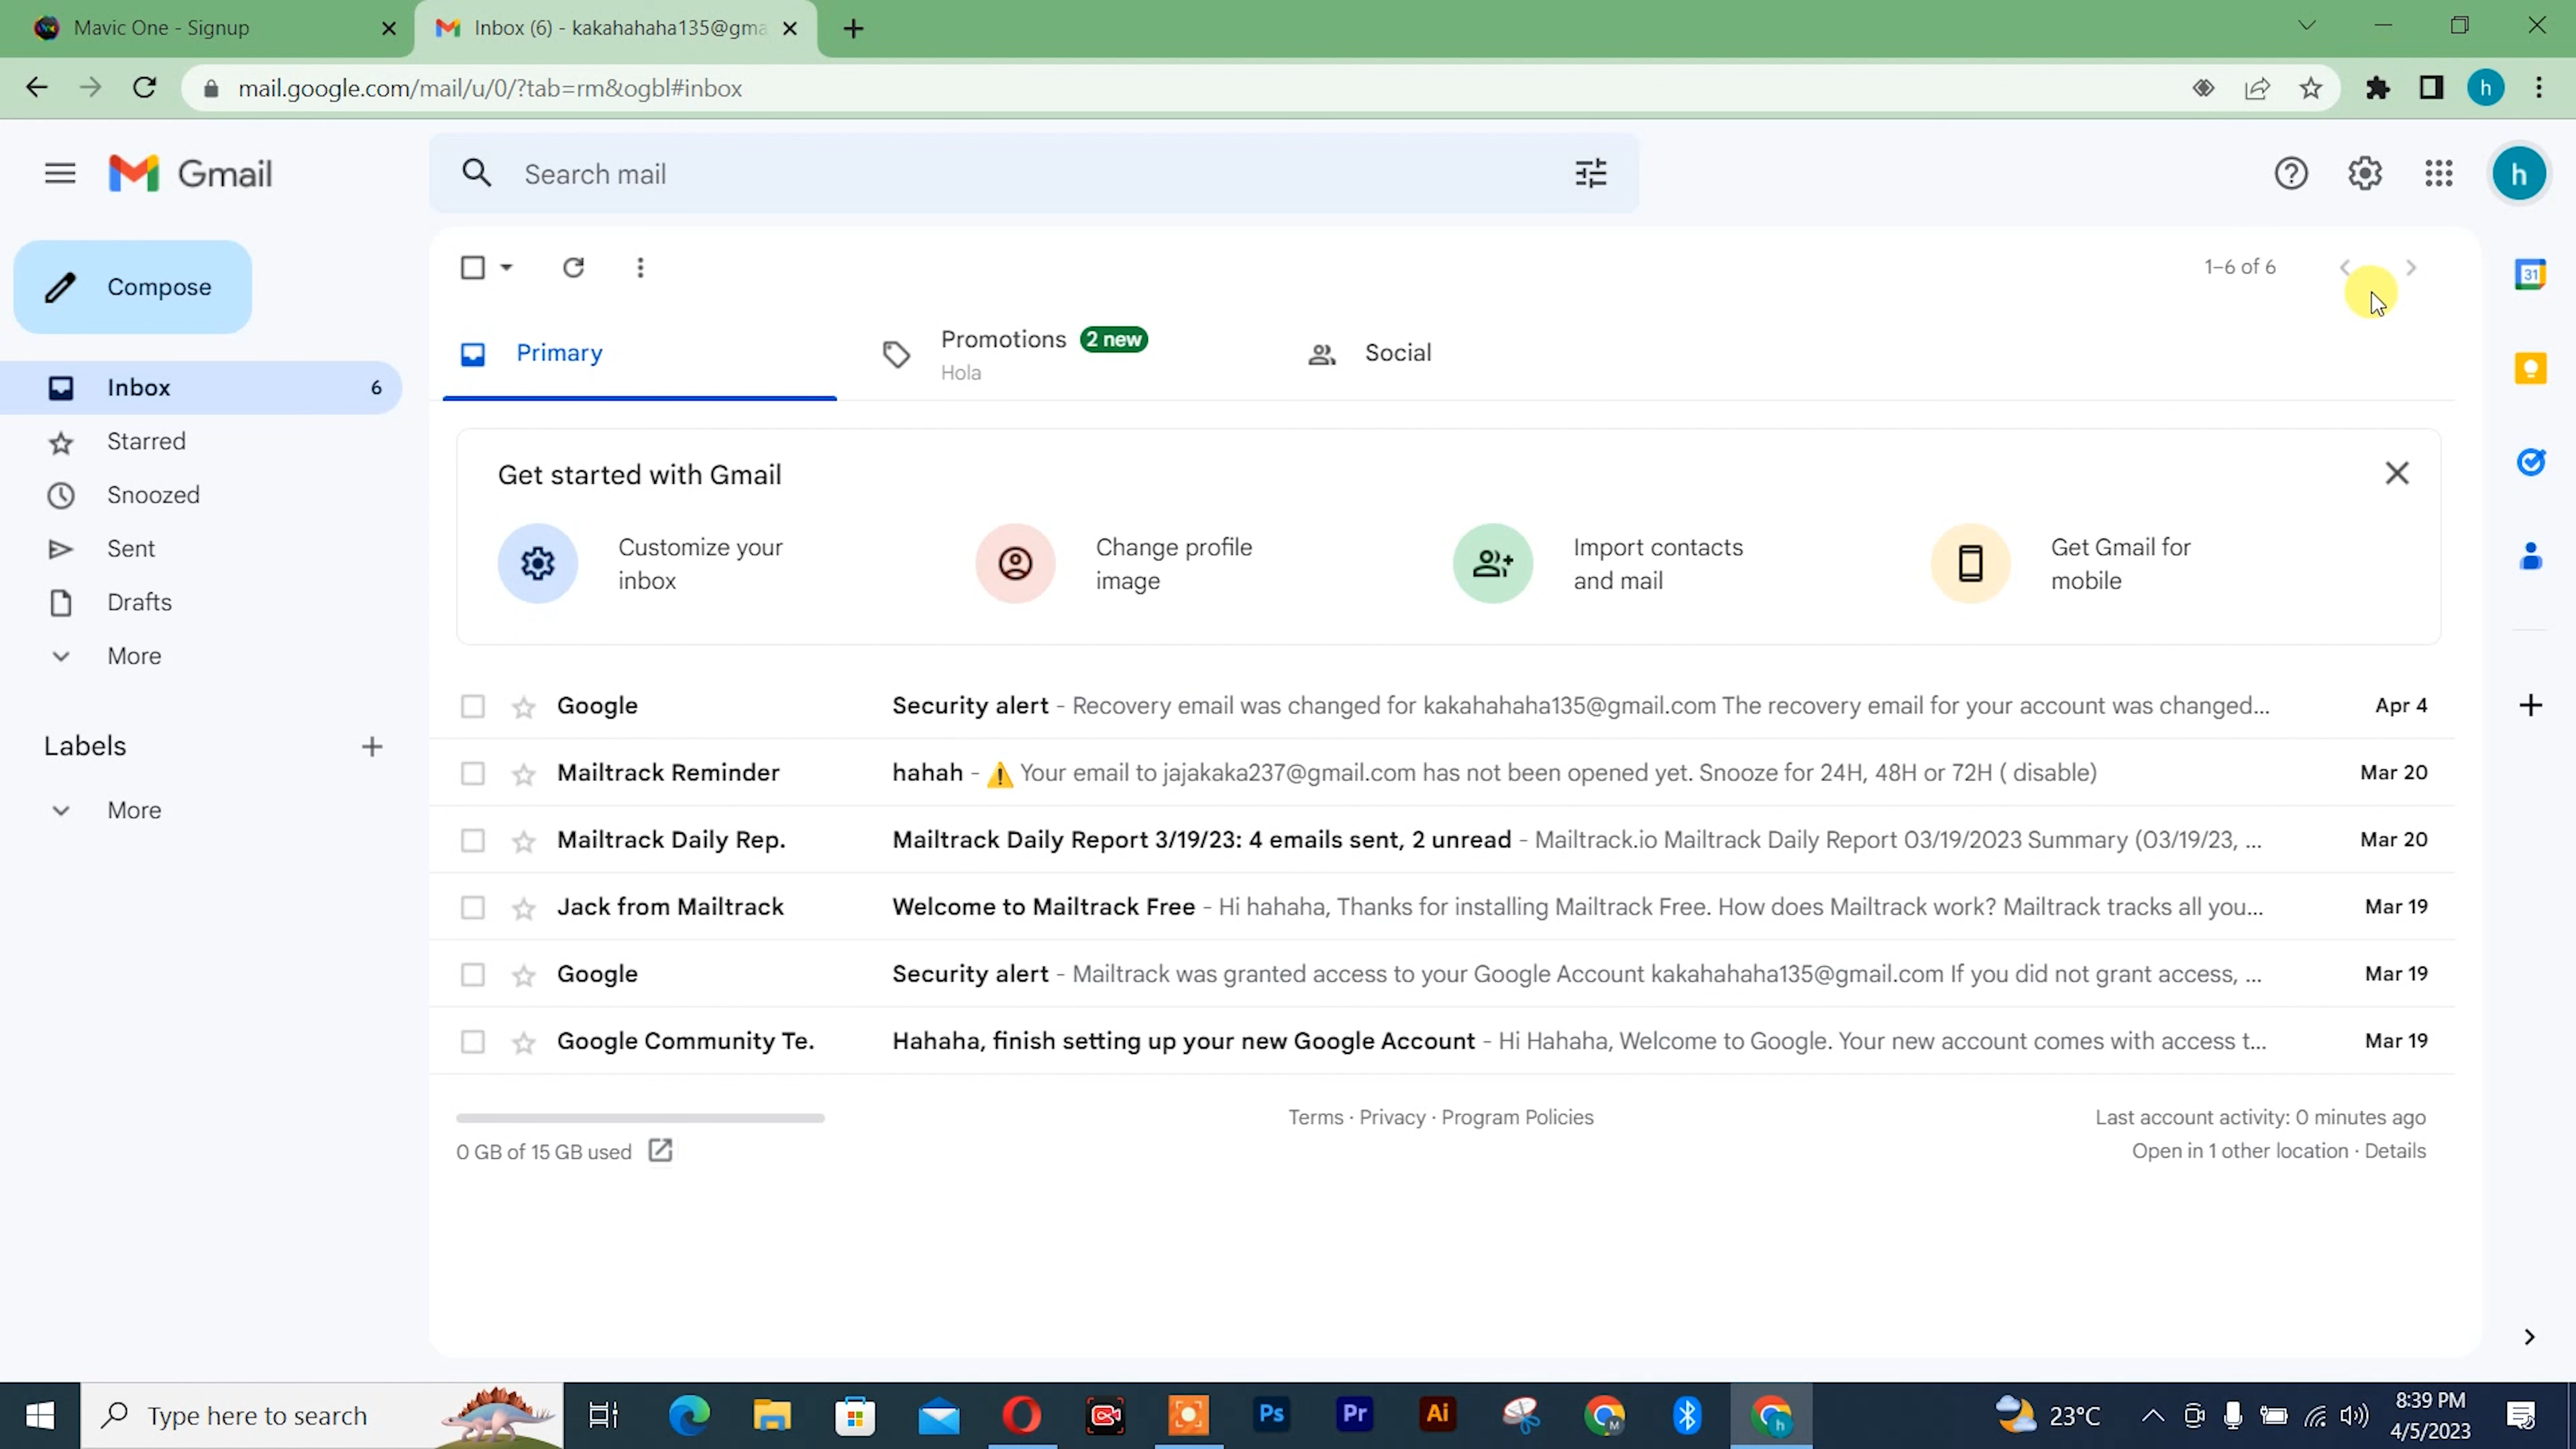 Mavic One - Signup
Inbox (6) - kakahahaha135@gma
mail.google.com/mail/u/0/?tab=rm&ogbl#inbox
h
Gmail
Search mail
h
Compose
1–6 of 6
31
Primary
Promotions 2 new
Hola
Social
Inbox 6
Starred
Snoozed
Sent
Drafts
More
Labels
More
Get started with Gmail
Customize your
inbox
Change profile
image
Import contacts
and mail
Get Gmail for
mobile
Google Security alert - Recovery email was changed for kakahahaha135@gmail.com The recovery email for your account was changed... Apr 4
Mailtrack Reminder hahah - ⚠️ Your email to jajakaka237@gmail.com has not been opened yet. Snooze for 24H, 48H or 72H ( disable) Mar 20
Mailtrack Daily Rep. Mailtrack Daily Report 3/19/23: 4 emails sent, 2 unread - Mailtrack.io Mailtrack Daily Report 03/19/2023 Summary (03/19/23, ... Mar 20
Jack from Mailtrack Welcome to Mailtrack Free - Hi hahaha, Thanks for installing Mailtrack Free. How does Mailtrack work? Mailtrack tracks all you... Mar 19
Google Security alert - Mailtrack was granted access to your Google Account kakahahaha135@gmail.com If you did not grant access, ... Mar 19
Google Community Te. Hahaha, finish setting up your new Google Account - Hi Hahaha, Welcome to Google. Your new account comes with access t... Mar 19
0 GB of 15 GB used
Terms · Privacy · Program Policies
Last account activity: 0 minutes ago
Open in 1 other location · Details
Type here to search
Ps
Pr
Ai
M
h
23°C
8:39 PM
4/5/2023